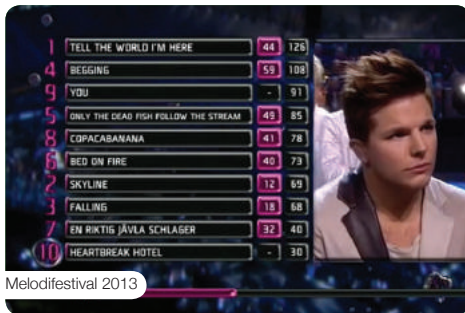 1 TELL THE WORLD I'M HERE 44 126
4 BEGGING 59 108
9 YOU - 91
5 ONLY THE DEAD FISH FOLLOW THE STREAM 49 85
8 COPACABANANA 41 78
6 BED ON FIRE 40 73
2 SKYLINE 12 69
3 FALLING 18 68
7 EN RIKTIG JÄVLA SCHLAGER 32 40
10 HEARTBREAK HOTEL - 30
Melodifestival 2013